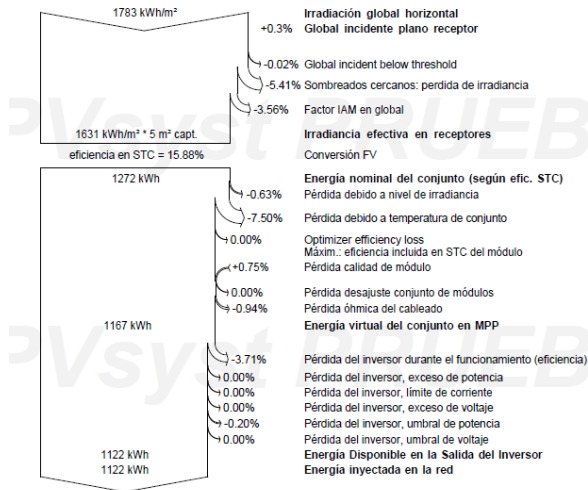 1783 kWh/m² Irradiación global horizontal
+0.3% Global incidente plano receptor
-0.02% Global incident below threshold
-5.41% Sombreados cercanos: perdida de irradiancia
-3.56% Factor IAM en global
PVsyst PRUEB
1631 kWh/m² * 5 m² capt. Irradiancia efectiva en receptores
eficiencia en STC = 15.88% Conversión FV
1272 kWh Energía nominal del conjunto (según efic. STC)
-0.63% Pérdida debido a nivel de irradiancia
-7.50% Pérdida debido a temperatura de conjunto
0.00% Optimizer efficiency loss
Máxim.: eficiencia incluida en STC del módulo
+0.75% Pérdida calidad de módulo
0.00% Pérdida desajuste conjunto de módulos
-0.94% Pérdida óhmica del cableado
1167 kWh Energía virtual del conjunto en MPP
PVsyst PRUEB
-3.71% Pérdida del inversor durante el funcionamiento (eficiencia)
0.00% Pérdida del inversor, exceso de potencia
0.00% Pérdida del inversor, límite de corriente
0.00% Pérdida del inversor, exceso de voltaje
-0.20% Pérdida del inversor, umbral de potencia
0.00% Pérdida del inversor, umbral de voltaje
1122 kWh Energía Disponible en la Salida del Inversor
1122 kWh Energía inyectada en la red